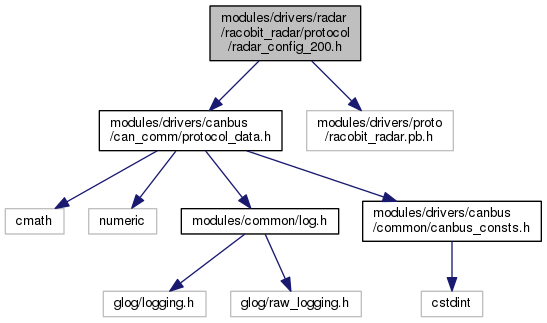 modules/drivers/radar
/racobit_radar/protocol
/radar_config_200.h
modules/drivers/canbus
/can_comm/protocol_data.h
modules/drivers/proto
/racobit_radar.pb.h
cmath
numeric
modules/common/log.h
modules/drivers/canbus
/common/canbus_consts.h
glog/logging.h
glog/raw_logging.h
cstdint